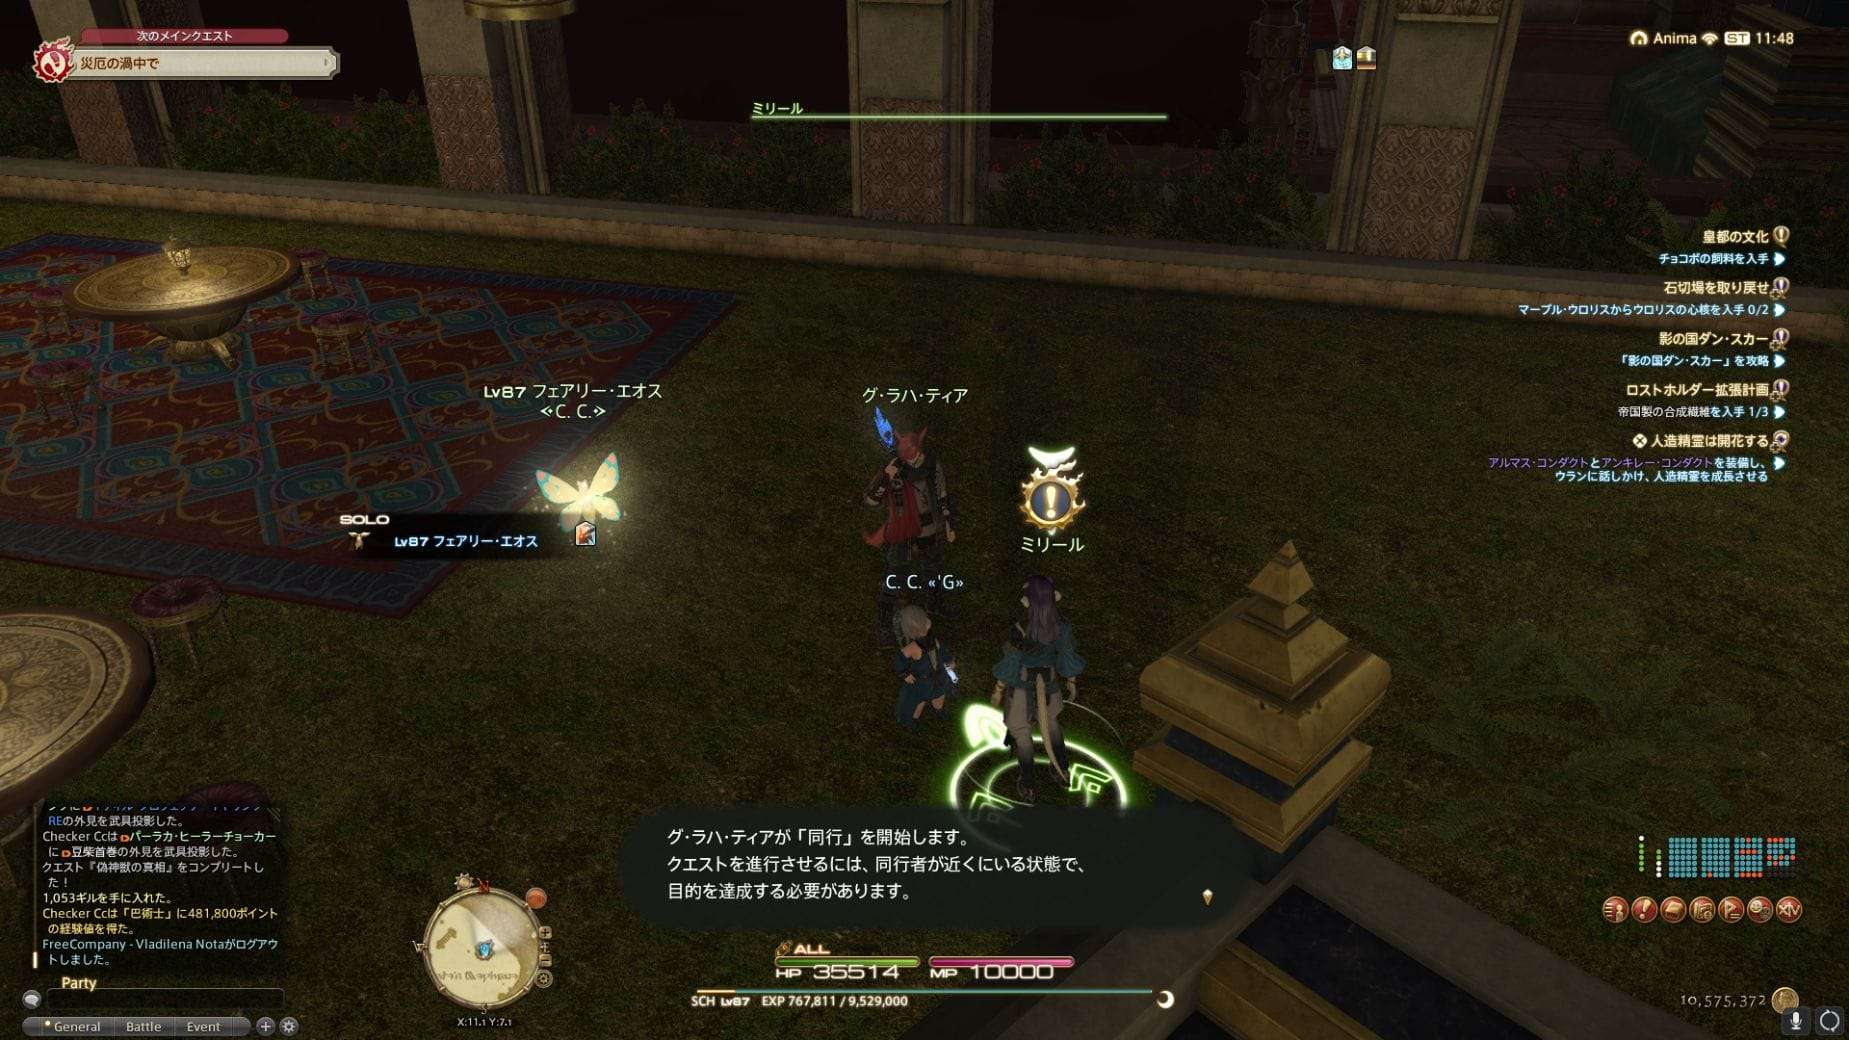 次のメインクエスト
災厄の渦中で
Anima ST 11:48
ミリール
皇都の文化
チョコボの飼料を入手
石切場を取り戻せ
マーブル・ウロリスからウロリスの心核を入手 0/2
影の国ダン・スカー
「影の国ダン・スカー」を攻略
ロストホルダー拡張計画
帝国製の合成繊維を入手 1/3
人造精霊は開花する
アルマス・コンダクトとアンキレー・コンダクトを装備し、
ウランに話しかけ、人造精霊を成長させる
Lv87 フェアリー・エオス
«C. C.»
グ・ラハ・ティア
ミリール
SOLO
Lv87 フェアリー・エオス
C. C. «'G»
REの外見を武具投影した。
Checker Ccはパーラカ・ヒーラーチョーカー
に豆柴首巻の外見を武具投影した。
クエスト『偽神獣の真相』をコンプリートし
た！
1,053ギルを手に入れた。
Checker Ccは「巴術士」に481,800ポイント
の経験値を得た。
FreeCompany - Vladilena Notaがログアウ
トしました。
Party
General Battle Event
N
X:11.1 Y:7.1
グ・ラハ・ティアが「同行」を開始します。
クエストを進行させるには、同行者が近くにいる状態で、
目的を達成する必要があります。
ALL
HP 35514 MP 10000
SCH Lv87 EXP 767,811 / 9,529,000
XIV
10,575,372